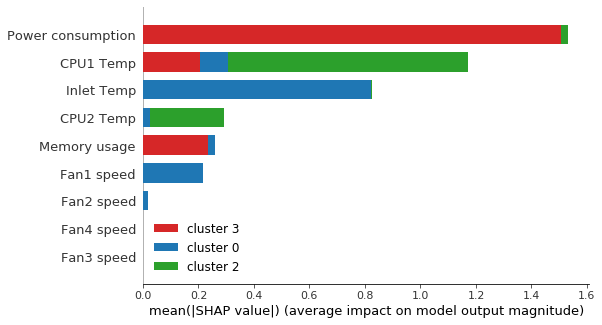 Power consumption
CPU1 Temp
Inlet Temp
CPU2 Temp
Memory usage
Fan1 speed
Fan2 speed
Fan4 speed
Fan3 speed
cluster 3
cluster 0
cluster 2
0.0 0.2 0.4 0.6 0.8 1.0 1.2 1.4 1.6
mean(|SHAP value|) (average impact on model output magnitude)